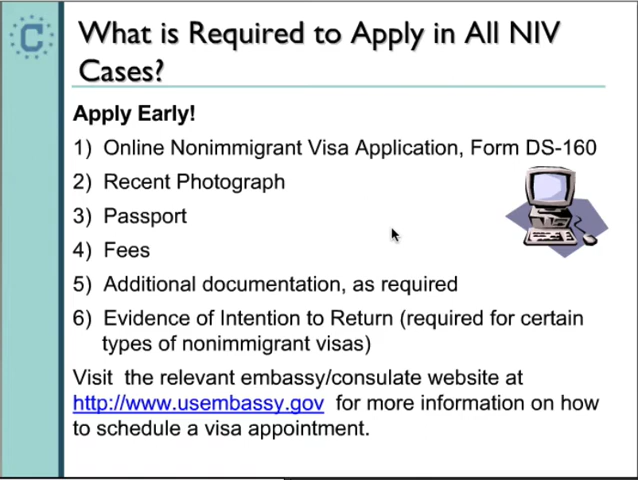 C
What is Required to Apply in All NIV
Cases?
Apply Early!
1) Online Nonimmigrant Visa Application, Form DS-160
2) Recent Photograph
3) Passport
4) Fees
5) Additional documentation, as required
6) Evidence of Intention to Return (required for certain
types of nonimmigrant visas)
Visit the relevant embassy/consulate website at
http://www.usembassy.gov for more information on how
to schedule a visa appointment.